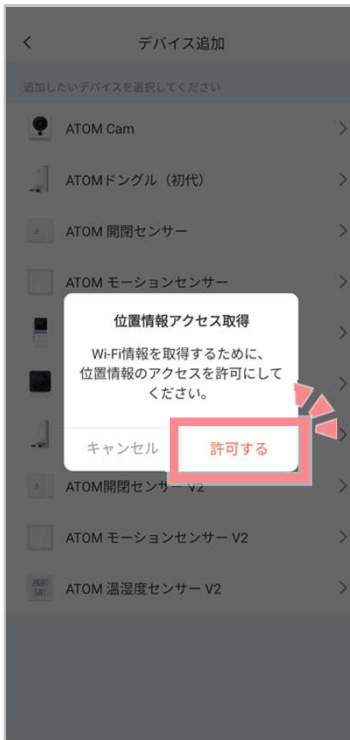 デバイス追加
追加したいデバイスを選択してください
ATOM Cam
ATOMドングル（初代）
ATOM 開閉センサー
ATOM モーションセンサー
位置情報アクセス取得
Wi-Fi情報を取得するために、
位置情報のアクセスを許可にして
ください。
キャンセル 許可する
ATOM開閉センサー V2
ATOM モーションセンサー V2
ATOM 温湿度センサー V2